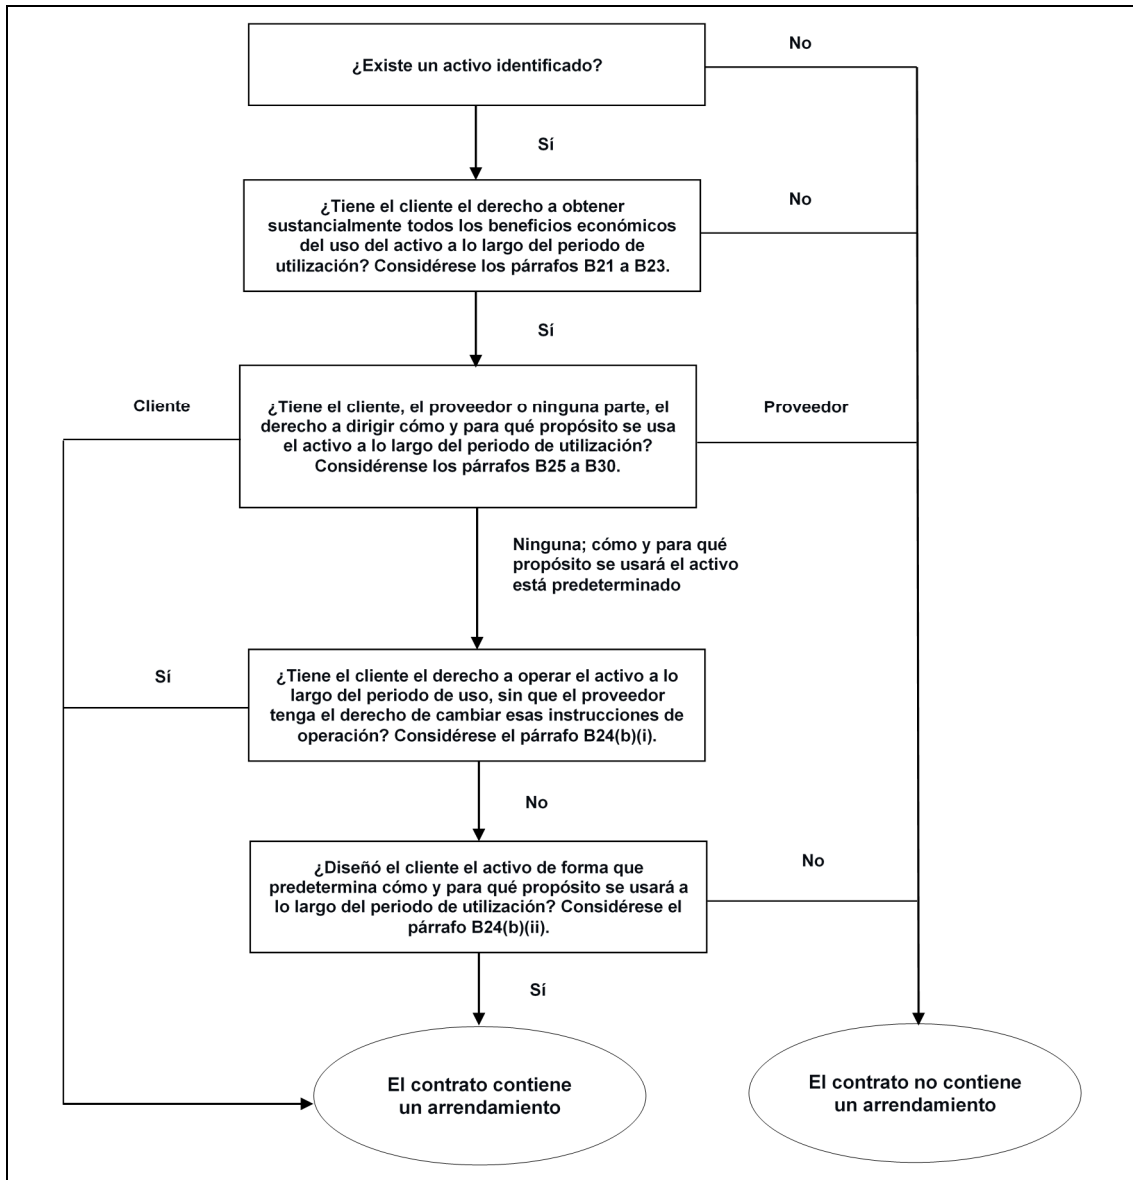 ¿Existe un activo identificado?
No
Sí
¿Tiene el cliente el derecho a obtener
sustancialmente todos los beneficios económicos
del uso del activo a lo largo del periodo de
utilización? Considérese los párrafos B21 a B23.
No
Sí
Cliente
¿Tiene el cliente, el proveedor o ninguna parte, el
derecho a dirigir cómo y para qué propósito se usa
el activo a lo largo del periodo de utilización?
Considérense los párrafos B25 a B30.
Proveedor
Ninguna; cómo y para qué
propósito se usará el activo
está predeterminado
Sí
¿Tiene el cliente el derecho a operar el activo a lo
largo del periodo de uso, sin que el proveedor
tenga el derecho de cambiar esas instrucciones de
operación? Considérese el párrafo B24(b)(i).
No
¿Diseñó el cliente el activo de forma que
predetermina cómo y para qué propósito se usará a
lo largo del periodo de utilización? Considérese el
párrafo B24(b)(ii).
No
Sí
El contrato contiene
un arrendamiento
El contrato no contiene
un arrendamiento